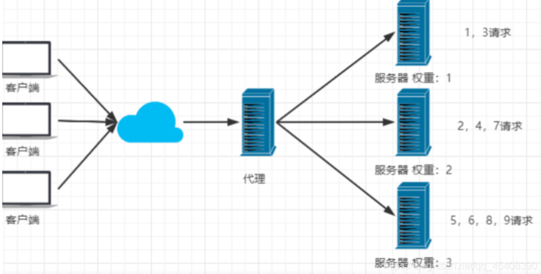 客户端
客户端
客户端
代理
1，3请求
服务器 权重：1
2，4，7请求
服务器 权重：2
5，6，8，9请求
服务器 权重：3